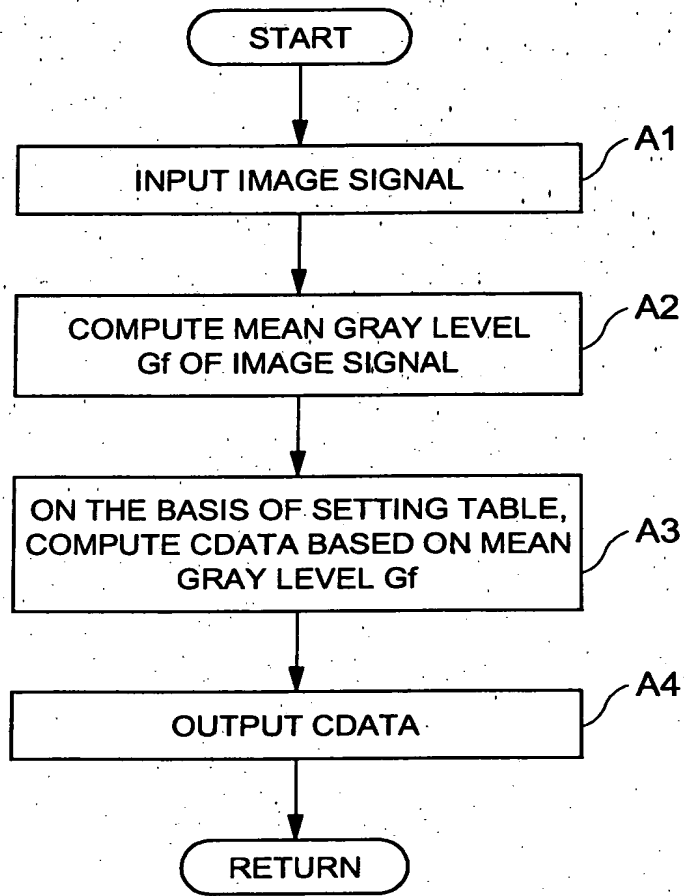 START
A1
INPUT IMAGE SIGNAL
A2
COMPUTE MEAN GRAY LEVEL
Gf OF IMAGE SIGNAL
A3
ON THE BASIS OF SETTING TABLE,
COMPUTE CDATA BASED ON MEAN
GRAY LEVEL Gf
A4
OUTPUT CDATA
RETURN